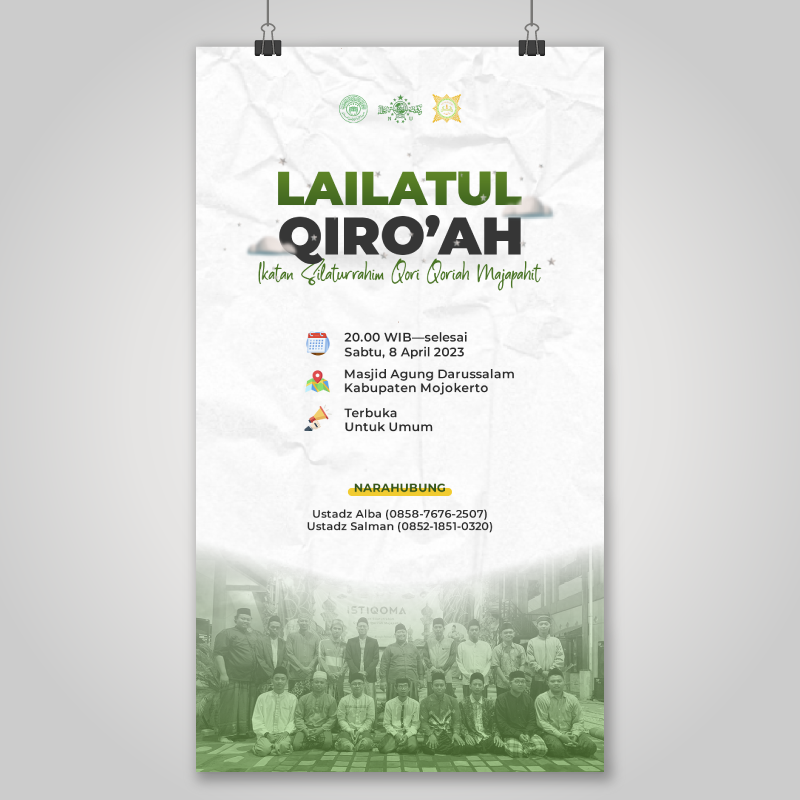 LAILATUL
QIRO'AH
Ikatan Silaturrahim Qori Qoriah Majapahit
20.00 WIB—selesai
Sabtu, 8 April 2023
Masjid Agung Darussalam
Kabupaten Mojokerto
Terbuka
Untuk Umum
NARAHUBUNG
Ustadz Alba (0858-7676-2507)
Ustadz Salman (0852-1851-0320)
ISTIQOMA